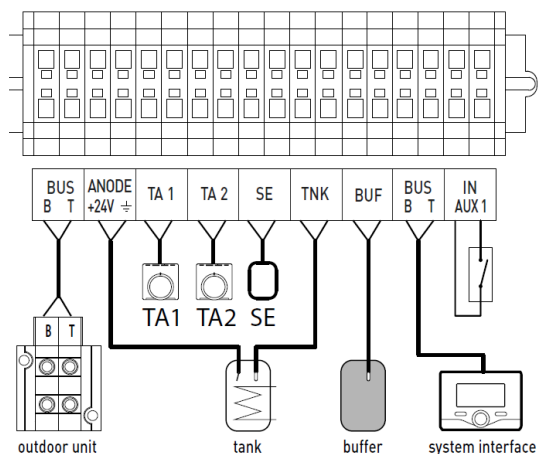 BUS ANODE TA 1 TA 2 SE TNK BUF BUS IN
B T +24V ⏚ B T AUX 1
TA1 TA2 SE
B T
outdoor unit tank buffer system interface